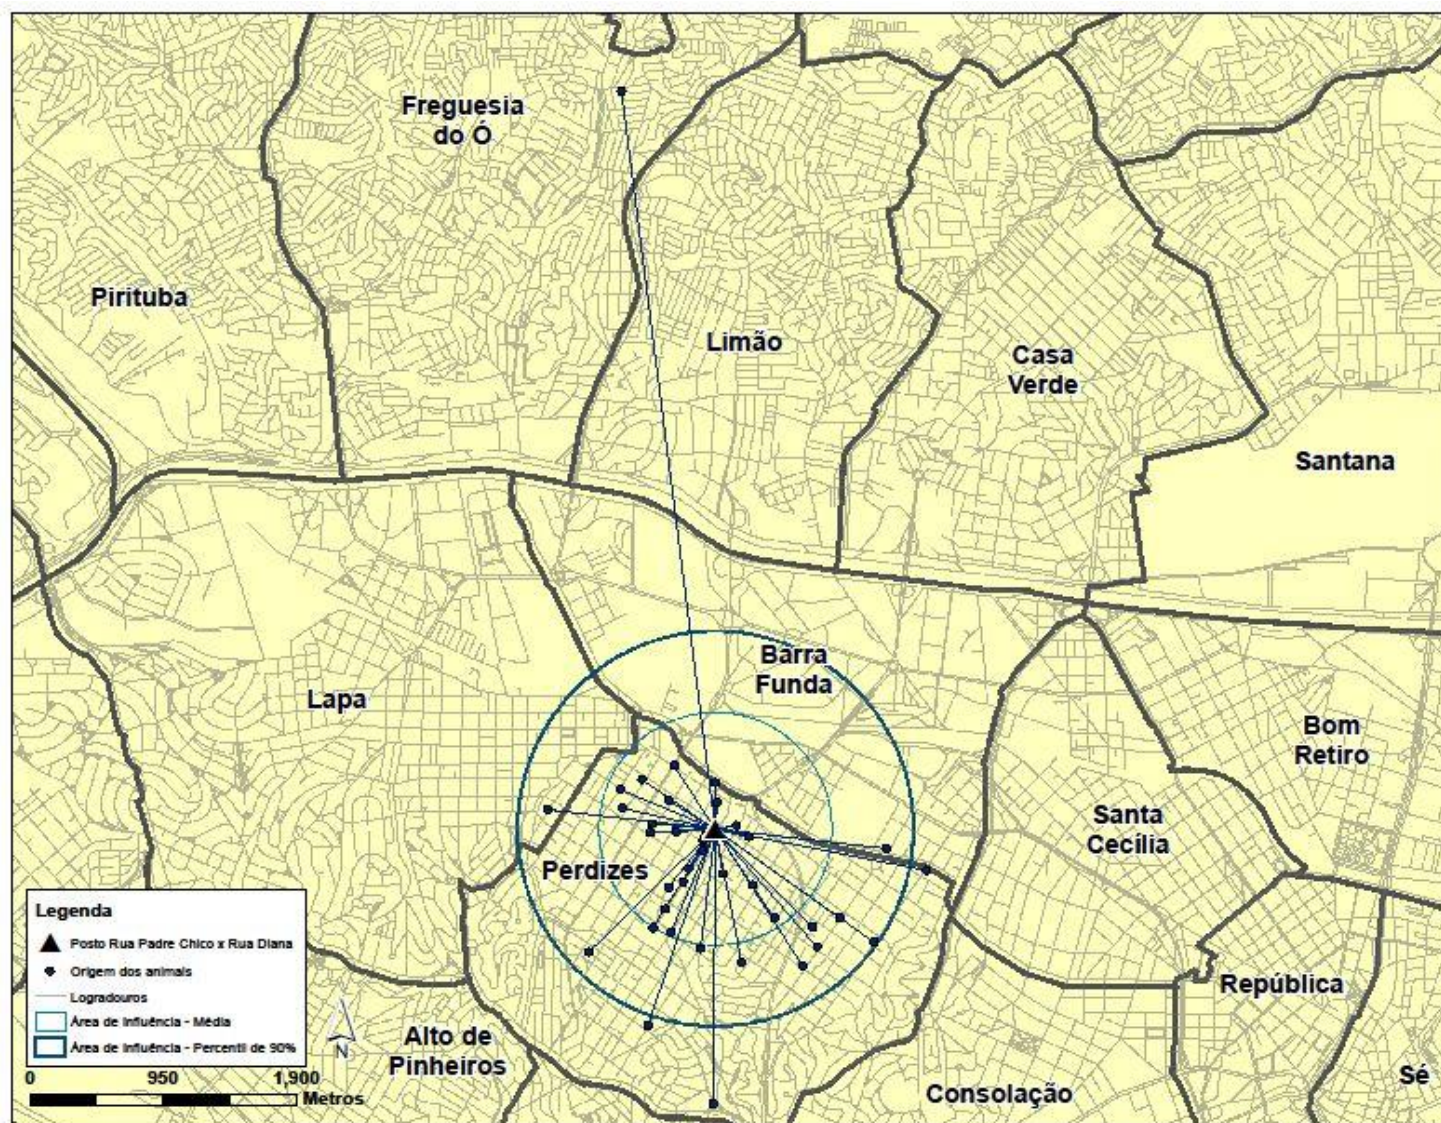 Freguesia
do Ó
Pirituba
Limão
Casa
Verde
Santana
Barra
Funda
Lapa
Bom
Retiro
Santa
Cecília
Perdizes
República
Alto de
Pinheiros
Consolação
Sé
Legenda
Posto Rua Padre Chico x Rua Diana
Origem dos animais
Logradouros
Área de Influência - Média
Área de Influência - Percentil de 90%
N
0 950 1,900
Metros